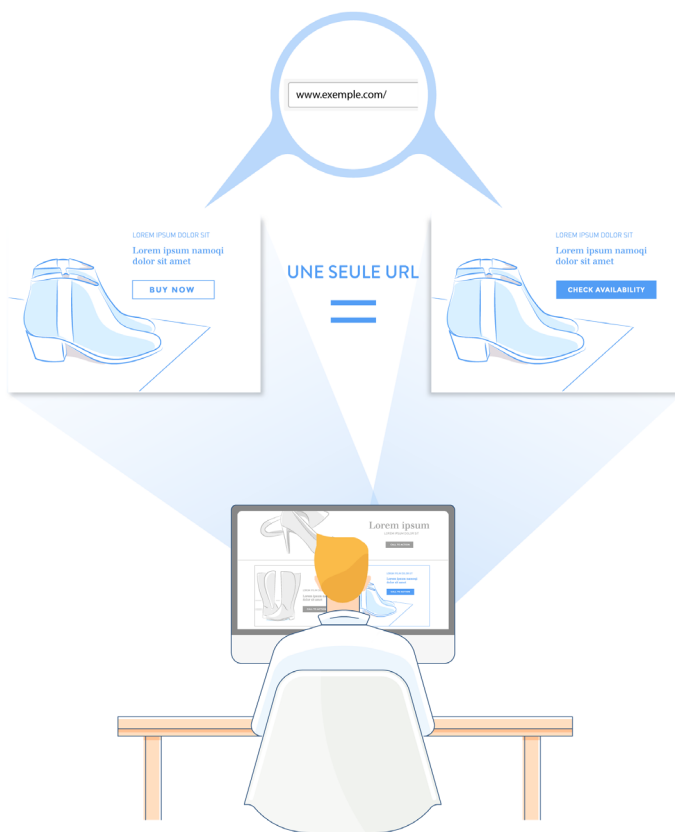 www.exemple.com/
LOREM IPSUM DOLOR SIT
Lorem ipsum namoqi
dolor sit amet
BUY NOW
UNE SEULE URL
LOREM IPSUM DOLOR SIT
Lorem ipsum namoqi
dolor sit amet
CHECK AVAILABILITY
Lorem ipsum